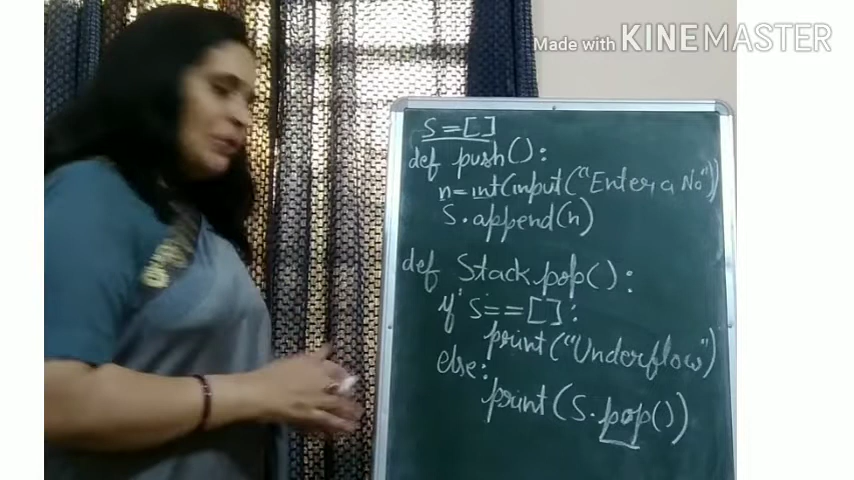 Made with KINEMASTER
S=[]
def push():
n=int(input("Enter a No"))
S.append(n)
def Stack.pop():
if S==[]:
print("Underflow")
else:
print(S.pop())